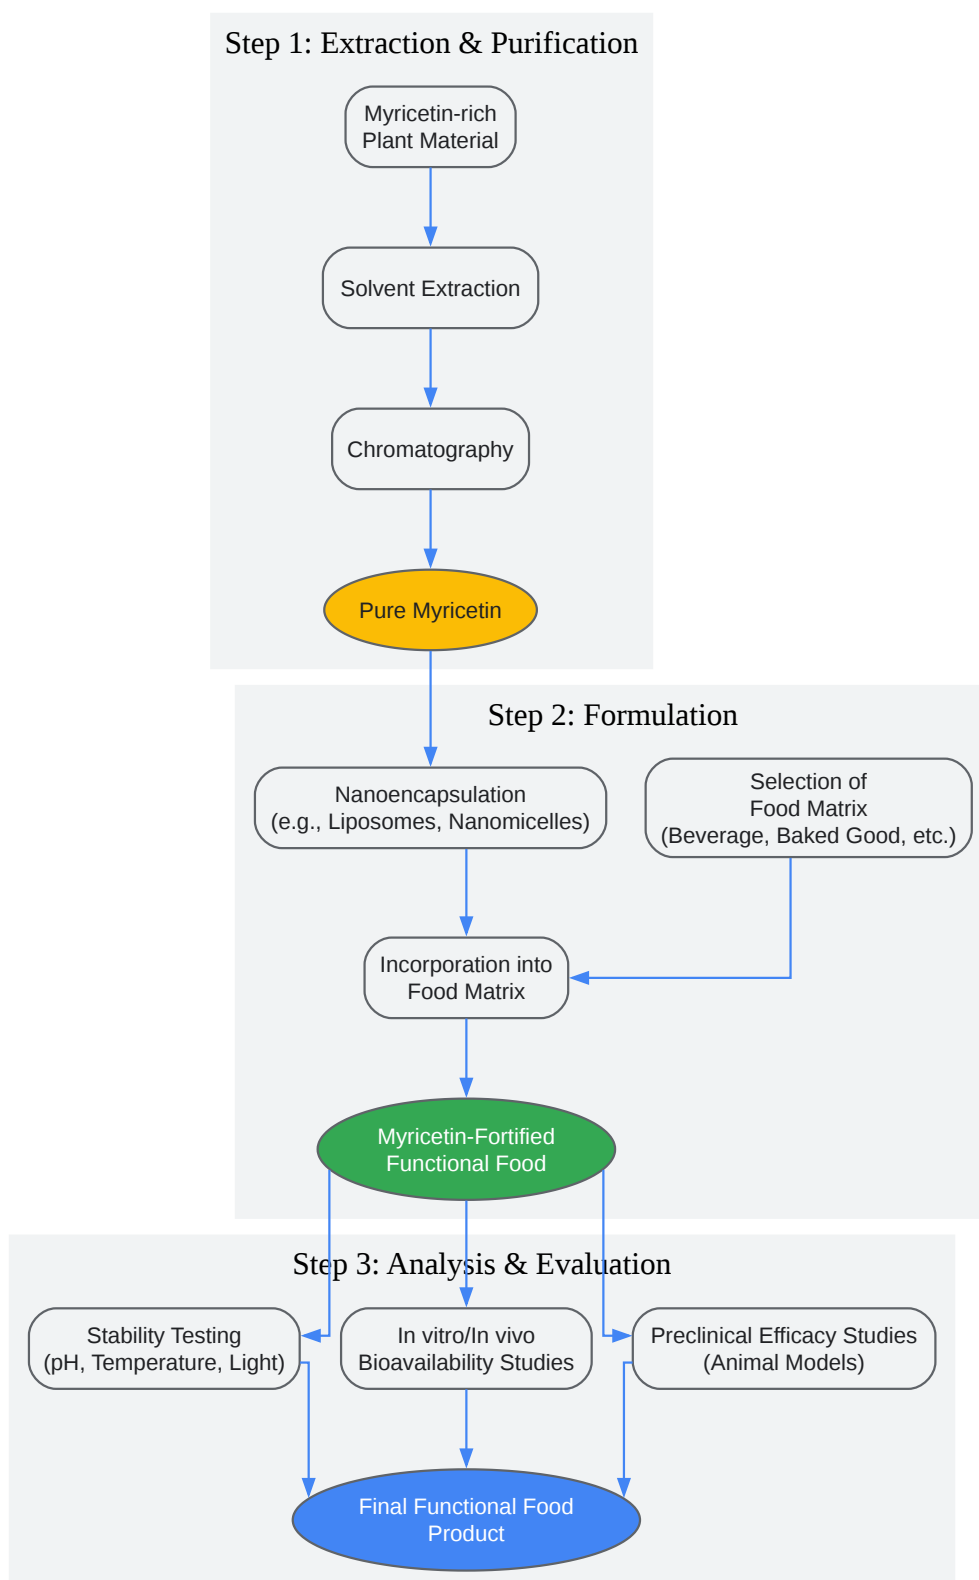 Step 1: Extraction & Purification
Myricetin-rich
Plant Material
Solvent Extraction
Chromatography
Pure Myricetin
Step 2: Formulation
Nanoencapsulation
(e.g., Liposomes, Nanomicelles)
Selection of
Food Matrix
(Beverage, Baked Good, etc.)
Incorporation into
Food Matrix
Myricetin-Fortified
Functional Food
Step 3: Analysis & Evaluation
Stability Testing
(pH, Temperature, Light)
In vitro/In vivo
Bioavailability Studies
Preclinical Efficacy Studies
(Animal Models)
Final Functional Food
Product